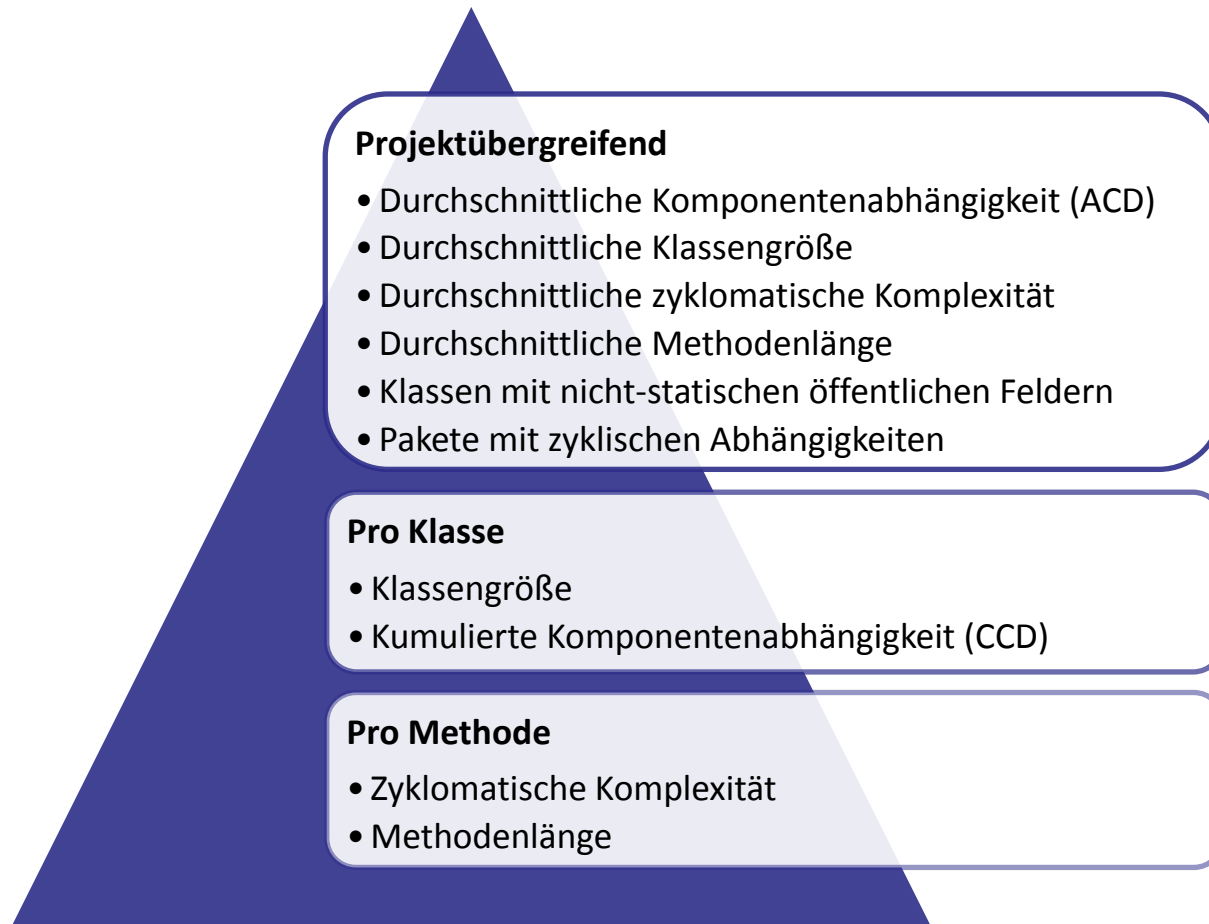 Projektübergreifend
• Durchschnittliche Komponentenabhängigkeit (ACD)
• Durchschnittliche Klassengröße
• Durchschnittliche zyklomatische Komplexität
• Durchschnittliche Methodenlänge
• Klassen mit nicht-statischen öffentlichen Feldern
• Pakete mit zyklischen Abhängigkeiten
Pro Klasse
• Klassengröße
• Kumulierte Komponentenabhängigkeit (CCD)
Pro Methode
• Zyklomatische Komplexität
• Methodenlänge